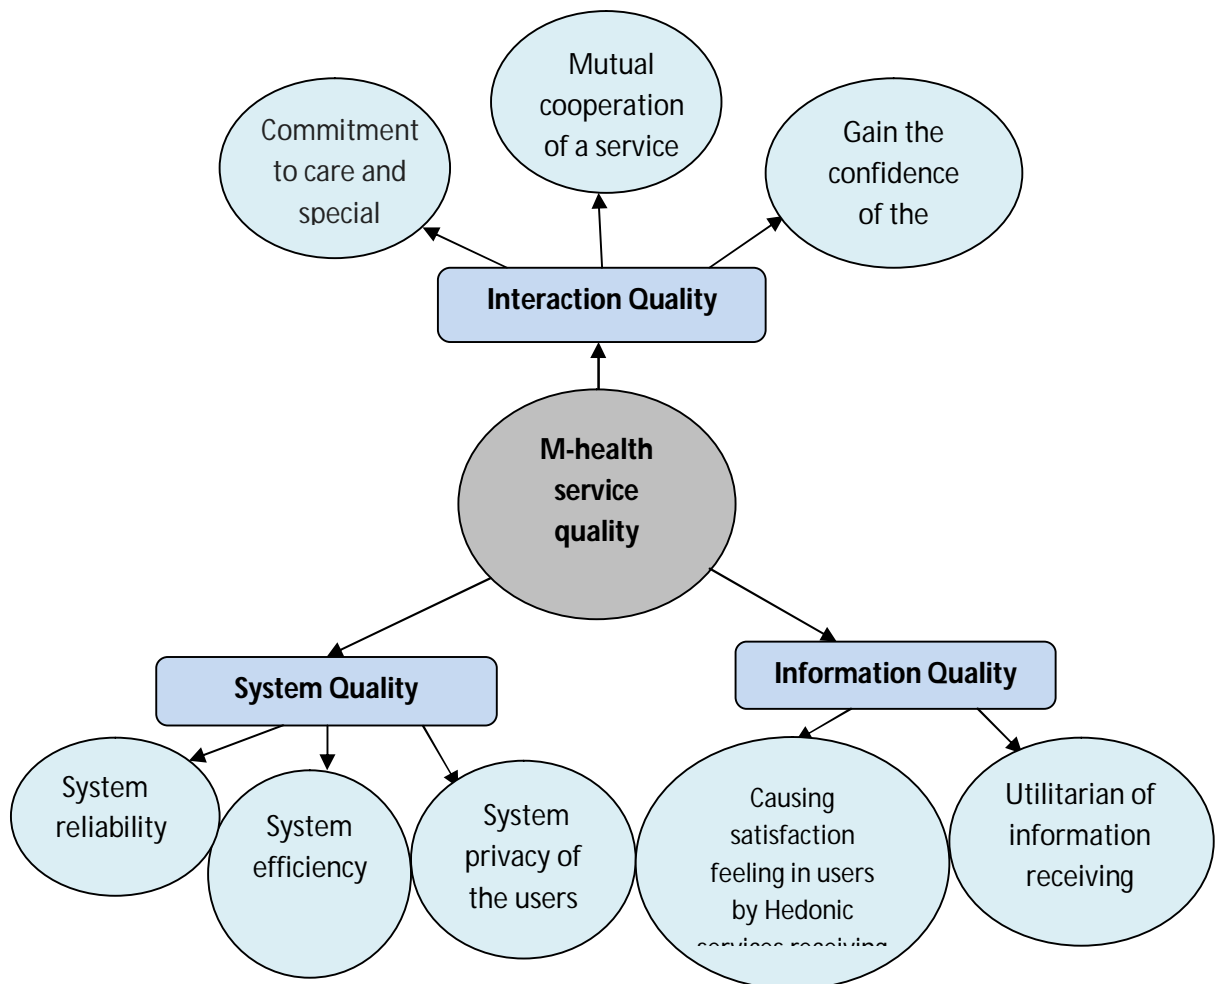 Mutual
cooperation
of a service
Commitment
to care and
special
Gain the
confidence
of the
Interaction Quality
M-health
service
quality
System Quality
Information Quality
System
reliability
System
efficiency
System
privacy of
the users
Causing
satisfaction
feeling in users
by Hedonic
services receiving
Utilitarian of
information
receiving